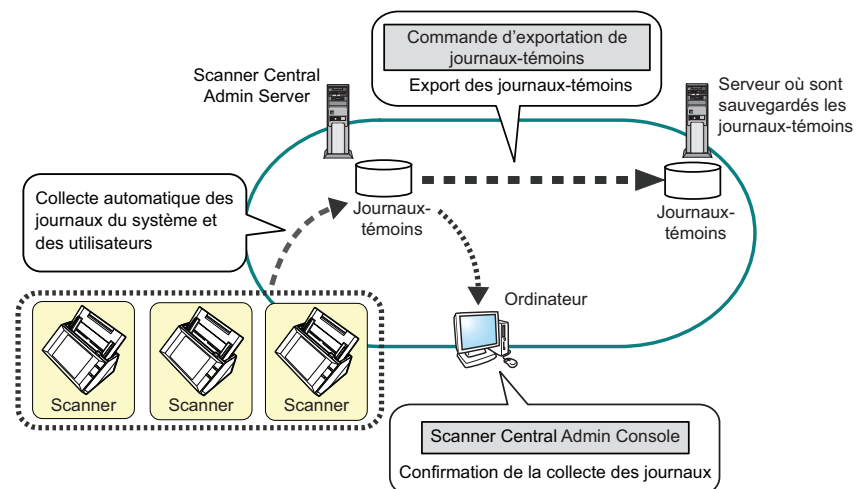 Commande d'exportation de
journaux-témoins
Export des journaux-témoins
Scanner Central
Admin Server
Serveur où sont
sauvegardés les
journaux-témoins
Collecte automatique des
journaux du système et
des utilisateurs
Journaux-
témoins
Journaux-
témoins
Ordinateur
Scanner
Scanner
Scanner
Scanner Central Admin Console
Confirmation de la collecte des journaux